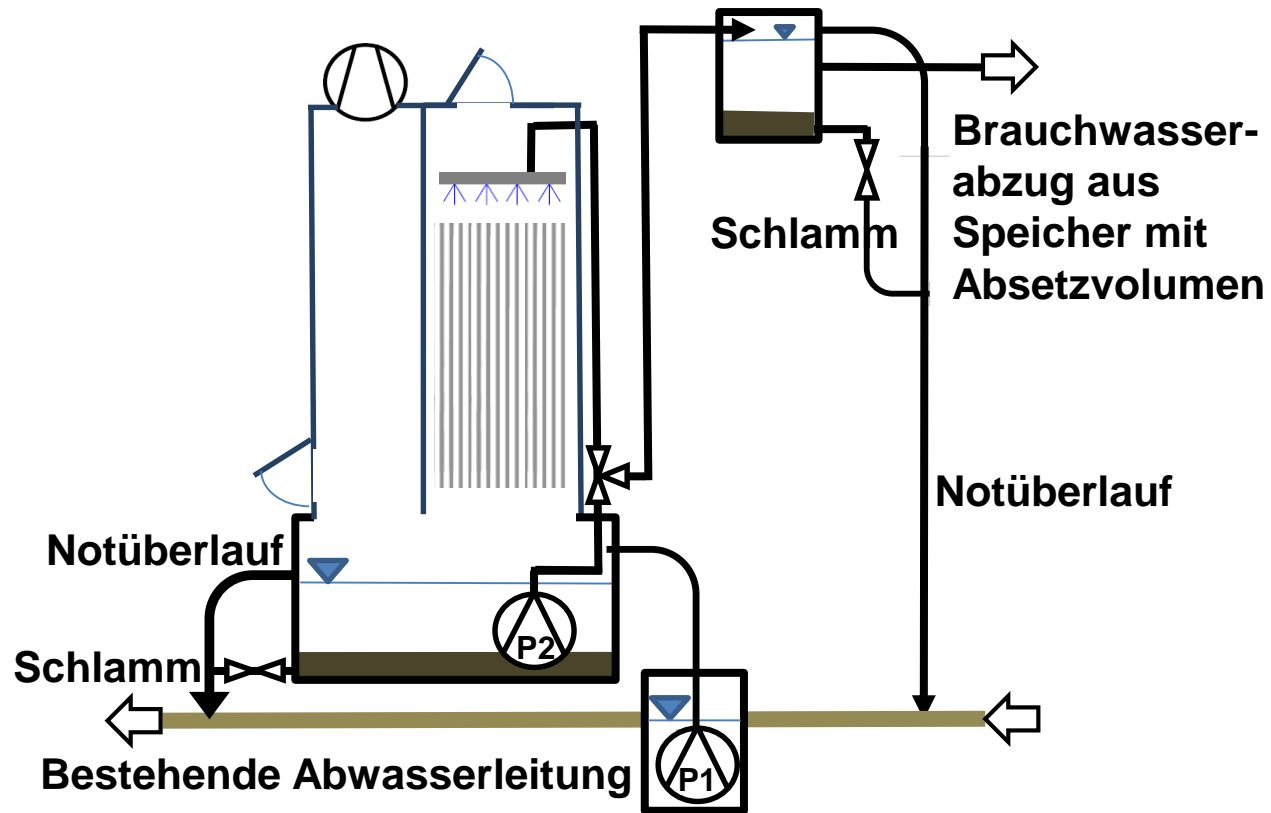 Brauchwasser-
abzug aus
Speicher mit
Absetzvolumen
Schlamm
Notüberlauf
Notüberlauf
P2
Schlamm
Bestehende Abwasserleitung
P1